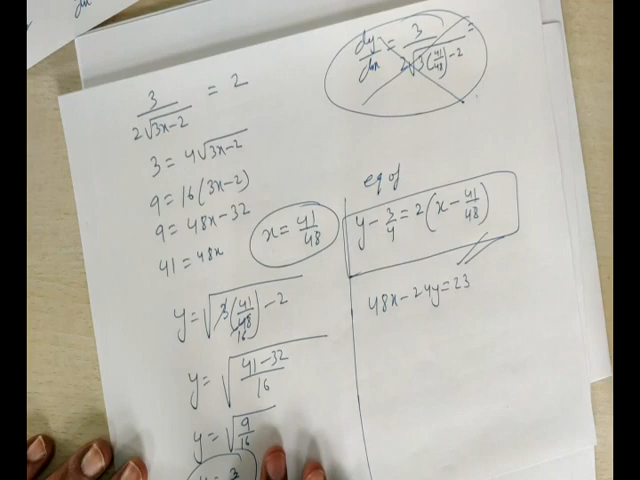 3/(2√(3x-2)) = 2
3 = 4√(3x-2)
9 = 16(3x-2)
9 = 48x-32
41 = 48x
x = 41/48
y = √(3(41/48)-2)
16
y = √((41-32)/16)
y = √(9/16)
dy/dx = 3/(2√(3(41/48)-2)) =
eq of
y - 3/4 = 2(x - 41/48)
48x-24y=23